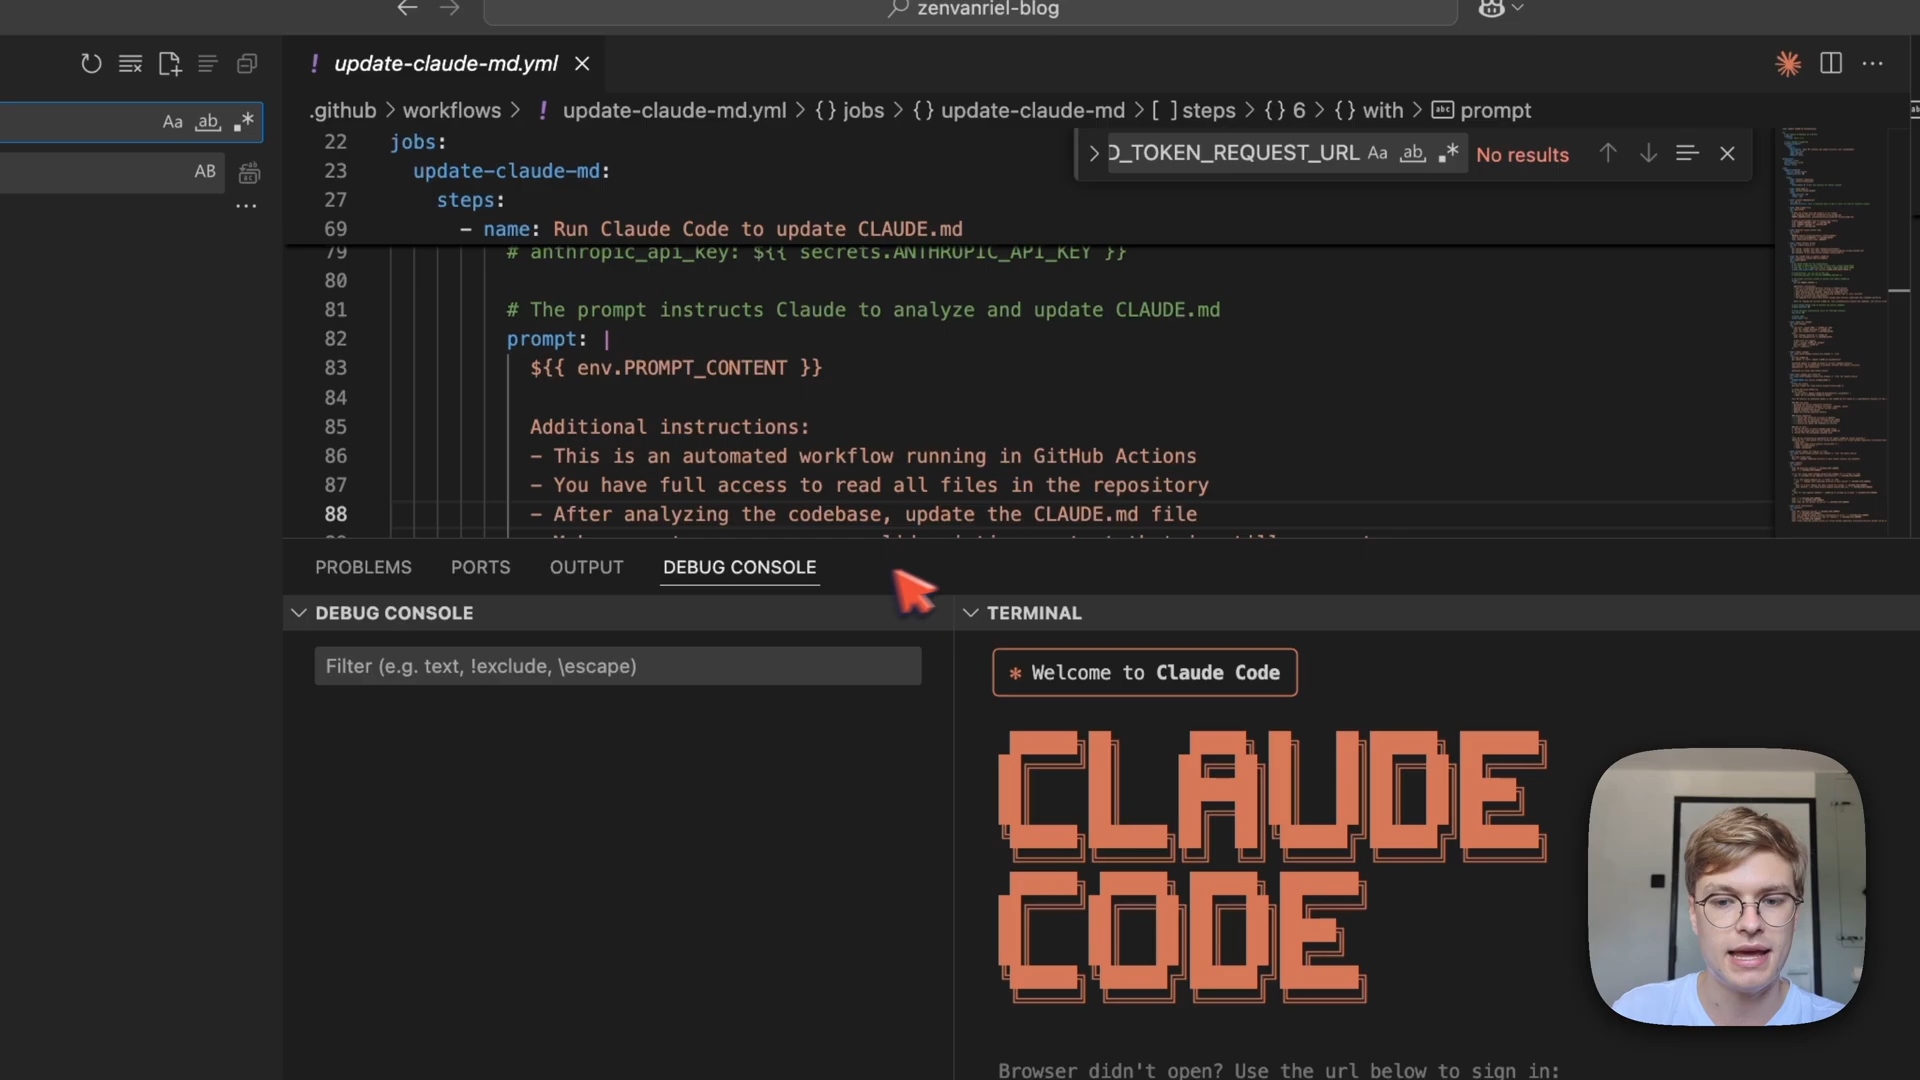 zenvanriel-blog
! update-claude-md.yml
.github > workflows > ! update-claude-md.yml > {} jobs > {} update-claude-md > [ ] steps > {} 6 > {} with > abc prompt
Aa ab
AB
D_TOKEN_REQUEST_URL Aa ab No results
22 jobs:
23 update-claude-md:
27 steps:
69 - name: Run Claude Code to update CLAUDE.md
79 # anthropic_api_key: ${{ secrets.ANTHROPIC_API_KEY }}
80
81 # The prompt instructs Claude to analyze and update CLAUDE.md
82 prompt: |
83 ${{ env.PROMPT_CONTENT }}
84
85 Additional instructions:
86 - This is an automated workflow running in GitHub Actions
87 - You have full access to read all files in the repository
88 - After analyzing the codebase, update the CLAUDE.md file
PROBLEMS PORTS OUTPUT DEBUG CONSOLE
DEBUG CONSOLE
Filter (e.g. text, !exclude, \escape)
TERMINAL
* Welcome to Claude Code
CLAUDE
CODE
Browser didn't open? Use the url below to sign in: